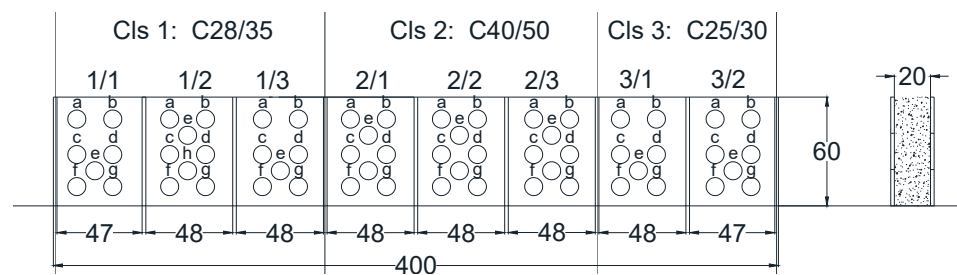 Cls 1: C28/35 Cls 2: C40/50 Cls 3: C25/30
1/1 1/2 1/3 2/1 2/2 2/3 3/1 3/2 20
a b a b a b a b a b a b a b a b
e e e e
c d c d c d c d c d c d c d c d
60
e h e e e
f g f g f g f g f g f g f g f g
47 48 48 48 48 48 48 47
400